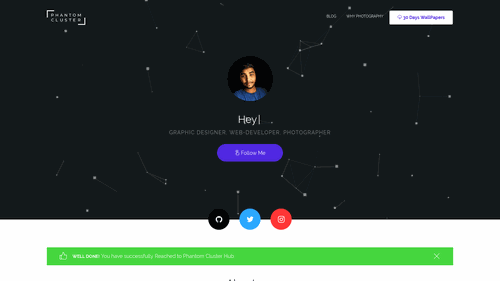 PHANTOM
CLUSTER
BLOG
WHY PHOTOGRAPHY
30 Days WallPapers
Hey|
GRAPHIC DESIGNER. WEB-DEVELOPER. PHOTOGRAPHER
Follow Me
WELL DONE! You have successfully Reached to Phantom Cluster Hub.